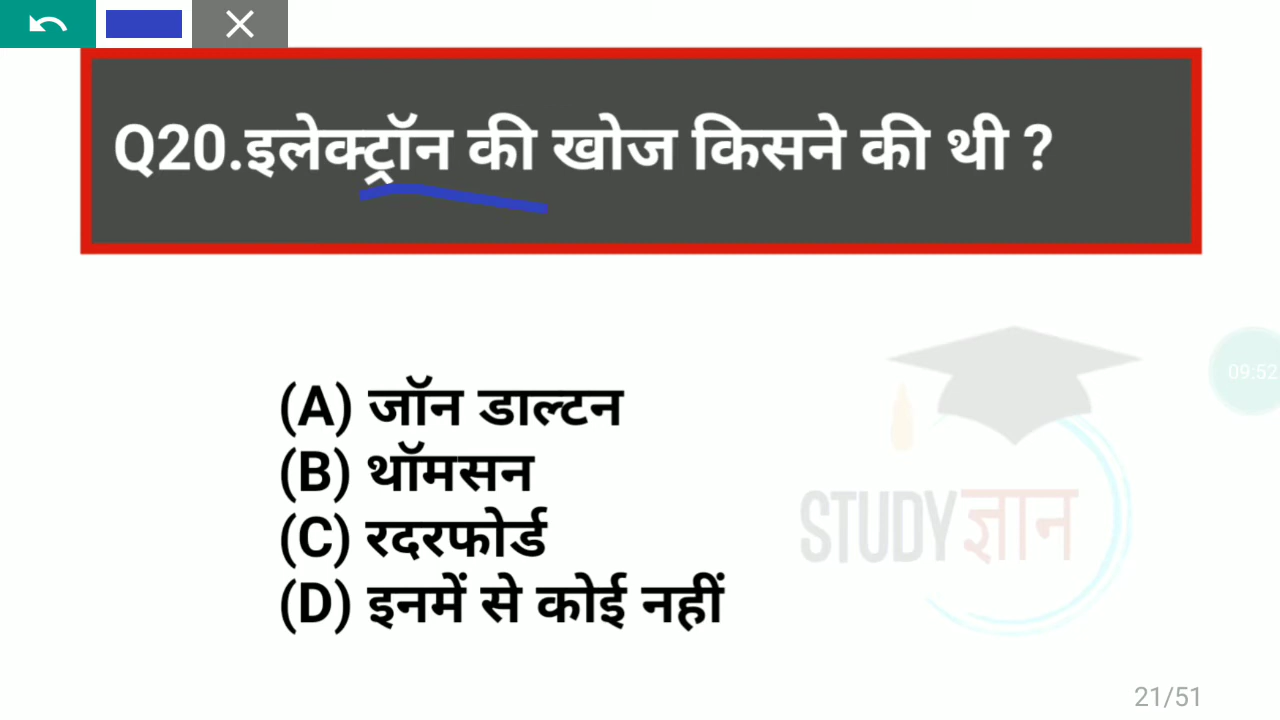 Q20.इलेक्ट्रॉन की खोज किसने की थी ?
(A) जॉन डाल्टन
(B) थॉमसन
(C) रदरफोर्ड
(D) इनमें से कोई नहीं
STUDYज्ञान
09:52
21/51